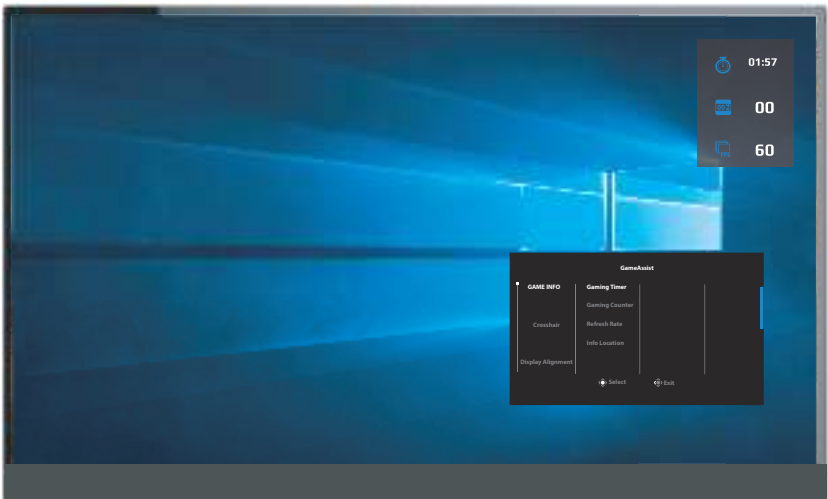 01:57
00
60
GameAssist
GAME INFO
Gaming Timer
Gaming Counter
Crosshair
Refresh Rate
Info Location
Display Alignment
Select
Exit